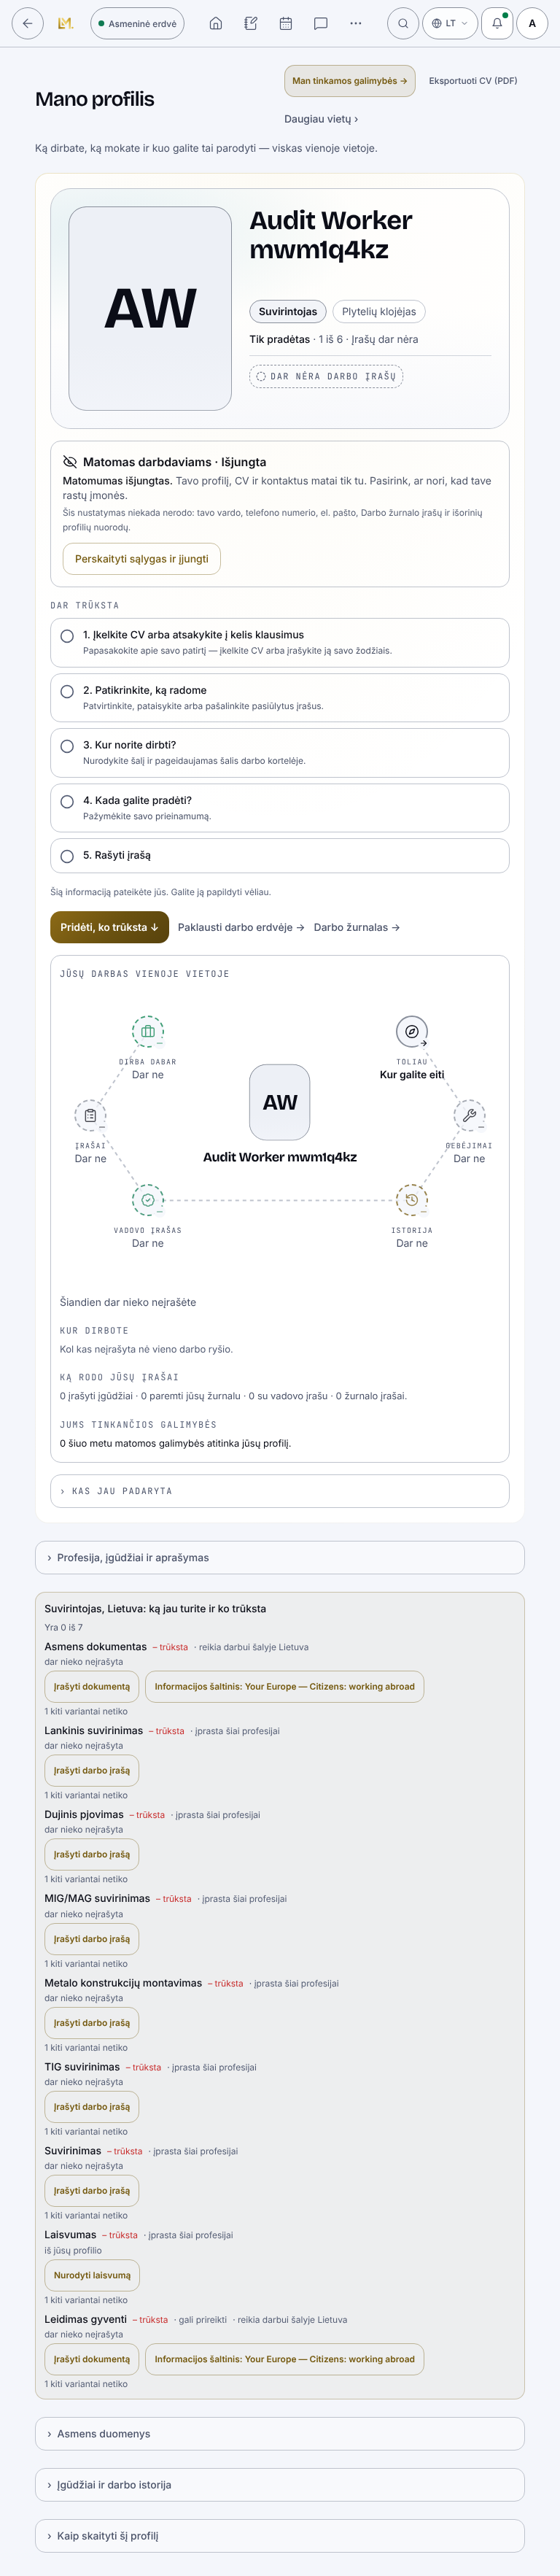 LM
Asmeninė erdvė
LT
A
Mano profilis
Man tinkamos galimybės →
Eksportuoti CV (PDF)
Daugiau vietų ›
Ką dirbate, ką mokate ir kuo galite tai parodyti — viskas vienoje vietoje.
AW
Audit Worker
mwm1q4kz
Suvirintojas
Plytelių klojėjas
Tik pradėtas · 1 iš 6 · Įrašų dar nėra
DAR NĖRA DARBO ĮRAŠŲ
Matomas darbdaviams · Išjungta
Matomumas išjungtas. Tavo profilį, CV ir kontaktus matai tik tu. Pasirink, ar nori, kad tave
rastų įmonės.
Šis nustatymas niekada nerodo: tavo vardo, telefono numerio, el. pašto, Darbo žurnalo įrašų ir išorinių
profilių nuorodų.
Perskaityti sąlygas ir įjungti
DAR TRŪKSTA
1. Įkelkite CV arba atsakykite į kelis klausimus
Papasakokite apie savo patirtį — įkelkite CV arba įrašykite ją savo žodžiais.
2. Patikrinkite, ką radome
Patvirtinkite, pataisykite arba pašalinkite pasiūlytus įrašus.
3. Kur norite dirbti?
Nurodykite šalį ir pageidaujamas šalis darbo kortelėje.
4. Kada galite pradėti?
Pažymėkite savo prieinamumą.
5. Rašyti įrašą
Šią informaciją pateikėte jūs. Galite ją papildyti vėliau.
Pridėti, ko trūksta ↓
Paklausti darbo erdvėje →
Darbo žurnalas →
JŪSŲ DARBAS VIENOJE VIETOJE
DIRBA DABAR
Dar ne
TOLIAU
Kur galite eiti
AW
ĮRAŠAI
Dar ne
GEBĖJIMAI
Dar ne
Audit Worker mwm1q4kz
VADOVO ĮRAŠAS
Dar ne
ISTORIJA
Dar ne
Šiandien dar nieko neįrašėte
KUR DIRBOTE
Kol kas neįrašyta nė vieno darbo ryšio.
KĄ RODO JŪSŲ ĮRAŠAI
0 įrašyti įgūdžiai · 0 paremti jūsų žurnalu · 0 su vadovo įrašu · 0 žurnalo įrašai.
JUMS TINKANČIOS GALIMYBĖS
0 šiuo metu matomos galimybės atitinka jūsų profilį.
› KAS JAU PADARYTA
› Profesija, įgūdžiai ir aprašymas
Suvirintojas, Lietuva: ką jau turite ir ko trūksta
Yra 0 iš 7
Asmens dokumentas – trūksta · reikia darbui šalyje Lietuva
dar nieko neįrašyta
Įrašyti dokumentą
Informacijos šaltinis: Your Europe — Citizens: working abroad
1 kiti variantai netiko
Lankinis suvirinimas – trūksta · įprasta šiai profesijai
dar nieko neįrašyta
Įrašyti darbo įrašą
1 kiti variantai netiko
Dujinis pjovimas – trūksta · įprasta šiai profesijai
dar nieko neįrašyta
Įrašyti darbo įrašą
1 kiti variantai netiko
MIG/MAG suvirinimas – trūksta · įprasta šiai profesijai
dar nieko neįrašyta
Įrašyti darbo įrašą
1 kiti variantai netiko
Metalo konstrukcijų montavimas – trūksta · įprasta šiai profesijai
dar nieko neįrašyta
Įrašyti darbo įrašą
1 kiti variantai netiko
TIG suvirinimas – trūksta · įprasta šiai profesijai
dar nieko neįrašyta
Įrašyti darbo įrašą
1 kiti variantai netiko
Suvirinimas – trūksta · įprasta šiai profesijai
dar nieko neįrašyta
Įrašyti darbo įrašą
1 kiti variantai netiko
Laisvumas – trūksta · įprasta šiai profesijai
iš jūsų profilio
Nurodyti laisvumą
1 kiti variantai netiko
Leidimas gyventi – trūksta · gali prireikti · reikia darbui šalyje Lietuva
dar nieko neįrašyta
Įrašyti dokumentą
Informacijos šaltinis: Your Europe — Citizens: working abroad
1 kiti variantai netiko
› Asmens duomenys
› Įgūdžiai ir darbo istorija
› Kaip skaityti šį profilį